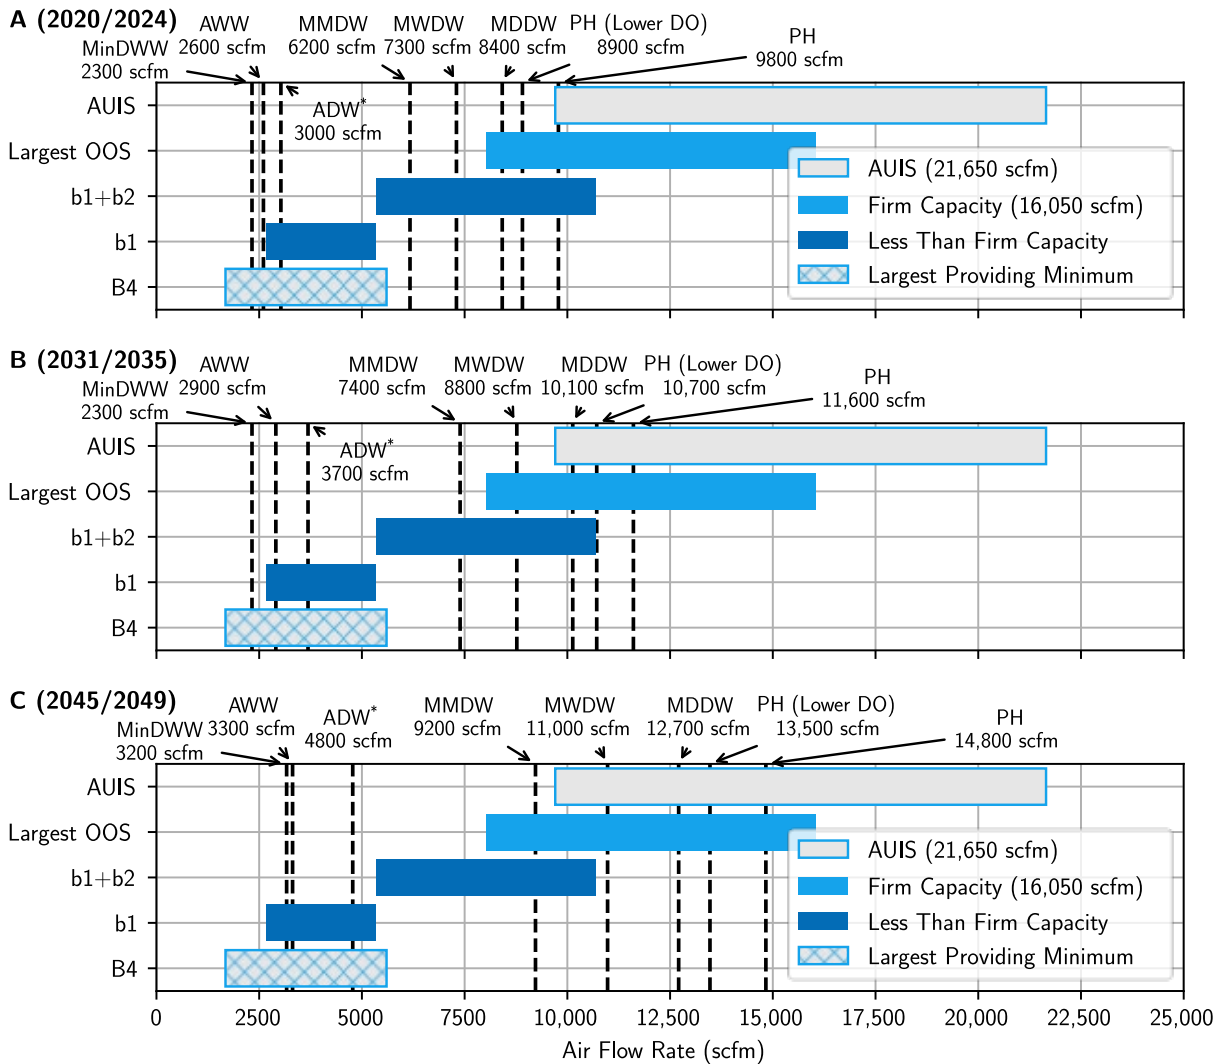 A (2020/2024)
AWW
2600 scfm
MinDWW
2300 scfm
MMDW
6200 scfm
MWDW
7300 scfm
MDDW
8400 scfm
PH (Lower DO)
8900 scfm
PH
9800 scfm
ADW*
3000 scfm
AUIS
Largest OOS
b1+b2
b1
B4
AUIS (21,650 scfm)
Firm Capacity (16,050 scfm)
Less Than Firm Capacity
Largest Providing Minimum
B (2031/2035)
AWW
2900 scfm
MinDWW
2300 scfm
MMDW
7400 scfm
MWDW
8800 scfm
MDDW
10,100 scfm
PH (Lower DO)
10,700 scfm
PH
11,600 scfm
ADW*
3700 scfm
AUIS
Largest OOS
b1+b2
b1
B4
C (2045/2049)
AWW
3300 scfm
MinDWW
3200 scfm
ADW*
4800 scfm
MMDW
9200 scfm
MWDW
11,000 scfm
MDDW
12,700 scfm
PH (Lower DO)
13,500 scfm
PH
14,800 scfm
AUIS
Largest OOS
b1+b2
b1
B4
AUIS (21,650 scfm)
Firm Capacity (16,050 scfm)
Less Than Firm Capacity
Largest Providing Minimum
0 2500 5000 7500 10,000 12,500 15,000 17,500 20,000 22,500 25,000
Air Flow Rate (scfm)